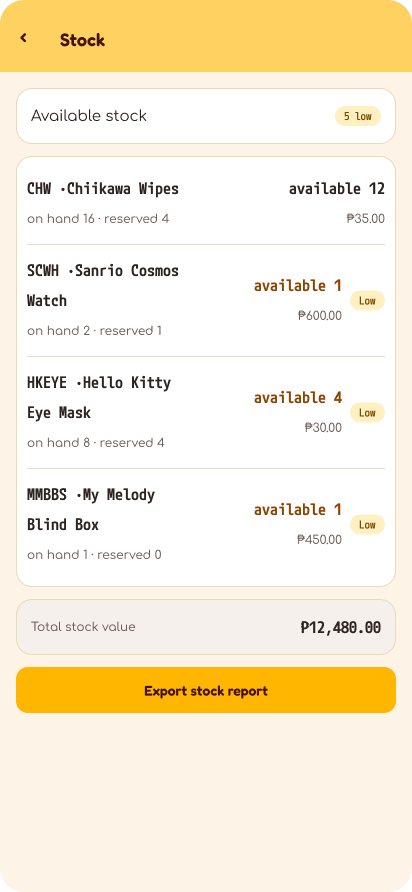 Stock
Available stock
5 low
CHW ·Chiikawa Wipes
available 12
on hand 16 · reserved 4
₱35.00
SCWH ·Sanrio Cosmos
Watch
available 1
Low
on hand 2 · reserved 1
₱600.00
HKEYE ·Hello Kitty
Eye Mask
available 4
Low
on hand 8 · reserved 4
₱30.00
MMBBS ·My Melody
Blind Box
available 1
Low
on hand 1 · reserved 0
₱450.00
Total stock value
₱12,480.00
Export stock report